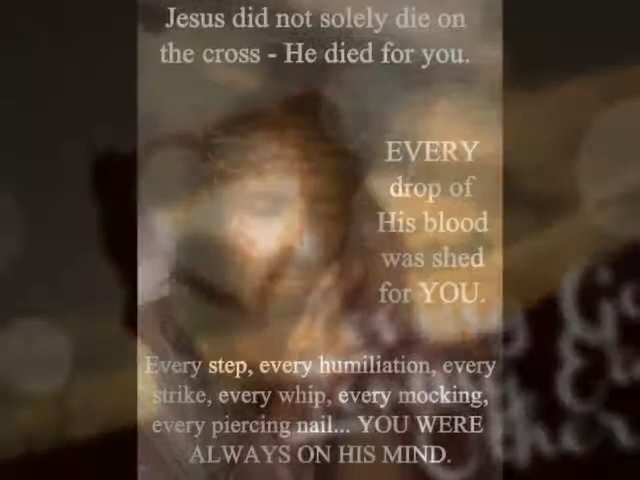 Jesus did not solely die on
the cross - He died for you.
EVERY
drop of
His blood
was shed
for YOU.
Every step, every humiliation, every
strike, every whip, every mocking,
every piercing nail... YOU WERE
ALWAYS ON HIS MIND.